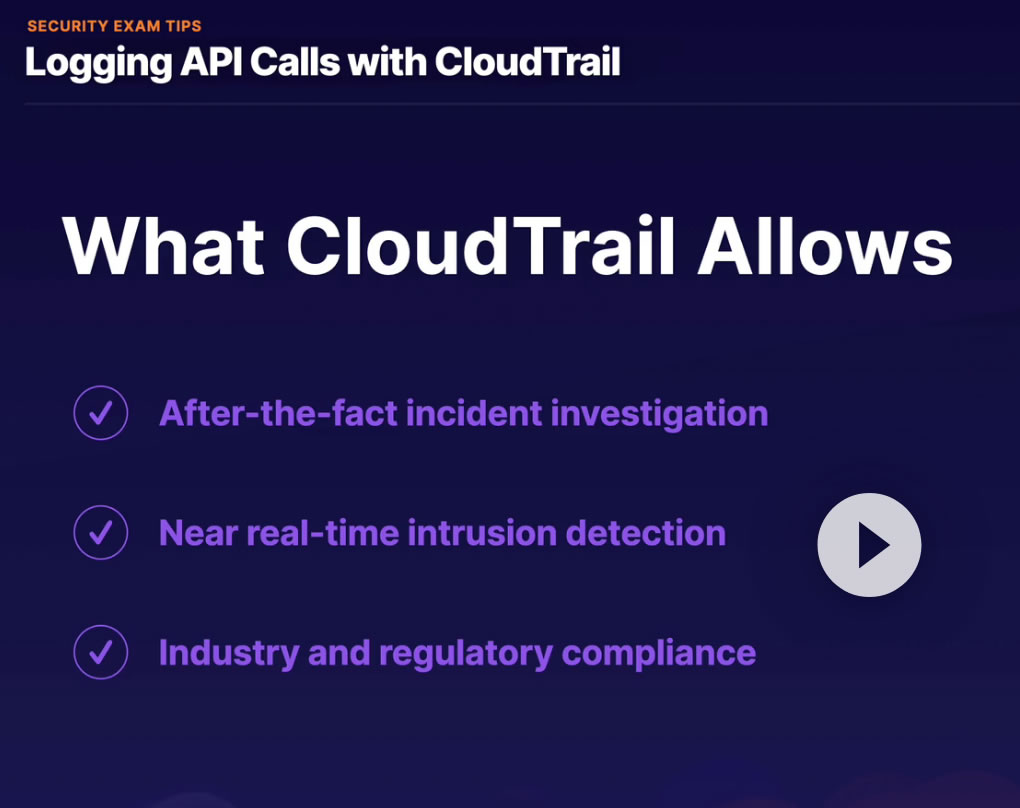 SECURITY EXAM TIPS
Logging API Calls with CloudTrail
What CloudTrail Allows
After-the-fact incident investigation
Near real-time intrusion detection
Industry and regulatory compliance